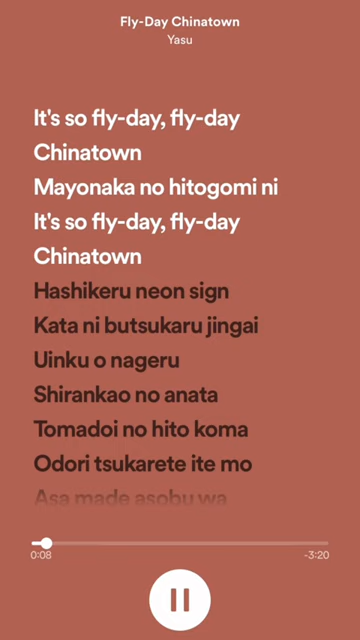 Fly-Day Chinatown
Yasu
It's so fly-day, fly-day
Chinatown
Mayonaka no hitogomi ni
It's so fly-day, fly-day
Chinatown
Hashikeru neon sign
Kata ni butsukaru jingai
Uinku o nageru
Shirankao no anata
Tomadoi no hito koma
Odori tsukarete ite mo
Asa made asobu wa
0:08
-3:20